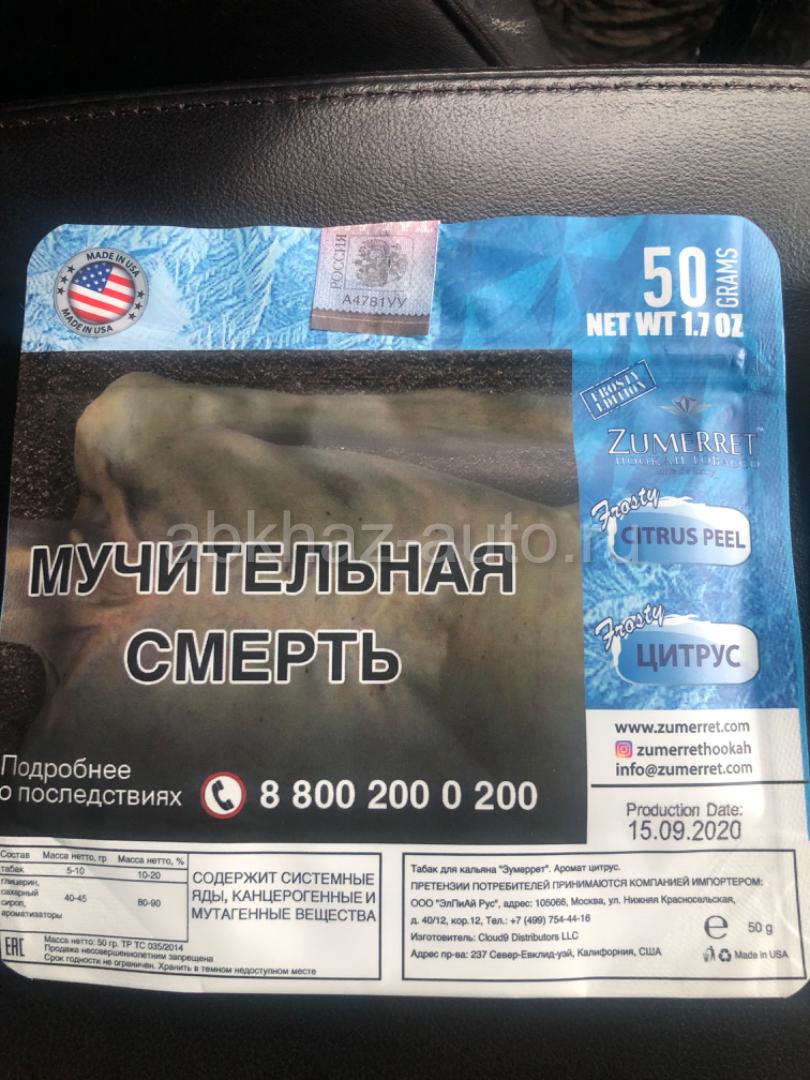 MADE IN USA
MADE IN USA
РОССИЯ
А4781УУ
50 GRAMS
NET WT 1.7 OZ
FROSTY
EDITION
ZUMERRET™
HOOKAH TOBACCO
Frosty
CITRUS PEEL
Frosty
ЦИТРУС
abkhaz-auto.ru
МУЧИТЕЛЬНАЯ
СМЕРТЬ
Подробнее
о последствиях
8 800 200 0 200
www.zumerret.com
zumerrethookah
info@zumerret.com
Production Date:
15.09.2020
Состав Масса нетто, гр Масса нетто, %
табак 5-10 10-20
глицерин,
сахарный
сироп,
ароматизаторы
40-45 80-90
EAC
Масса нетто: 50 гр. ТР ТС 035/2014
Продажа несовершеннолетним запрещена
Срок годности не ограничен. Хранить в темном недоступном месте
СОДЕРЖИТ СИСТЕМНЫЕ
ЯДЫ, КАНЦЕРОГЕННЫЕ И
МУТАГЕННЫЕ ВЕЩЕСТВА
Табак для кальяна "Зумеррет". Аромат цитрус.
ПРЕТЕНЗИИ ПОТРЕБИТЕЛЕЙ ПРИНИМАЮТСЯ КОМПАНИЕЙ ИМПОРТЕРОМ:
ООО "ЭлПиАй Рус", адрес: 105066, Москва, ул. Нижняя Красносельская,
д. 40/12, кор.12, Тел.: +7 (499) 754-44-16
Изготовитель: Cloud9 Distributors LLC
Адрес пр-ва: 237 Север-Евклид-уэй, Калифорния, США
e 50 g
Made in USA